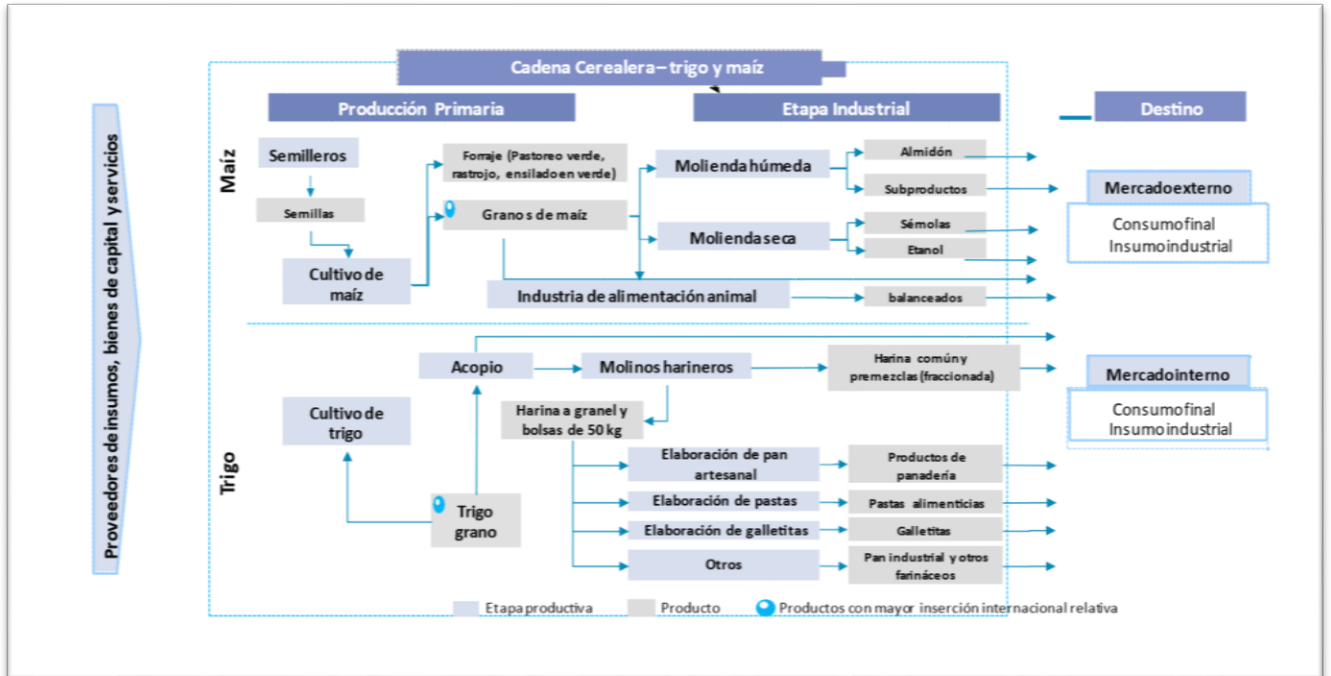 Cadena Cerealera – trigo y maíz
Producción Primaria
Etapa Industrial
Destino
Proveedores de insumos, bienes de capital y servicios
Maíz
Semilleros
Semillas
Cultivo de
maíz
Forraje (Pastoreo verde,
rastrojo, ensilado en verde)
Granos de maíz
Molienda húmeda
Molienda seca
Industria de alimentación animal
Almidón
Subproductos
Sémolas
Etanol
balanceados
Mercado externo
Consumo final
Insumo industrial
Trigo
Acopio
Molinos harineros
Harina común y
premezclas (fraccionada)
Cultivo de
trigo
Harina a granel y
bolsas de 50 kg
Trigo
grano
Elaboración de pan
artesanal
Productos de
panadería
Elaboración de pastas
Pastas alimenticias
Elaboración de galletitas
Galletitas
Otros
Pan industrial y otros
farináceos
Mercado interno
Consumo final
Insumo industrial
Etapa productiva
Producto
Productos con mayor inserción internacional relativa